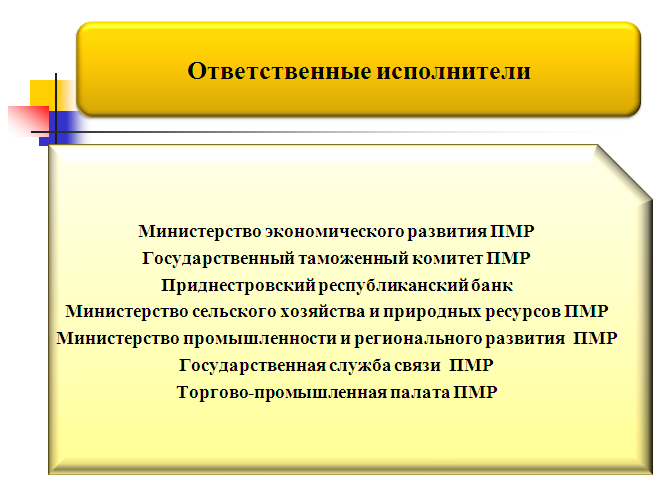 Ответственные исполнители
Министерство экономического развития ПМР
Государственный таможенный комитет ПМР
Приднестровский республиканский банк
Министерство сельского хозяйства и природных ресурсов ПМР
Министерство промышленности и регионального развития ПМР
Государственная служба связи ПМР
Торгово-промышленная палата ПМР